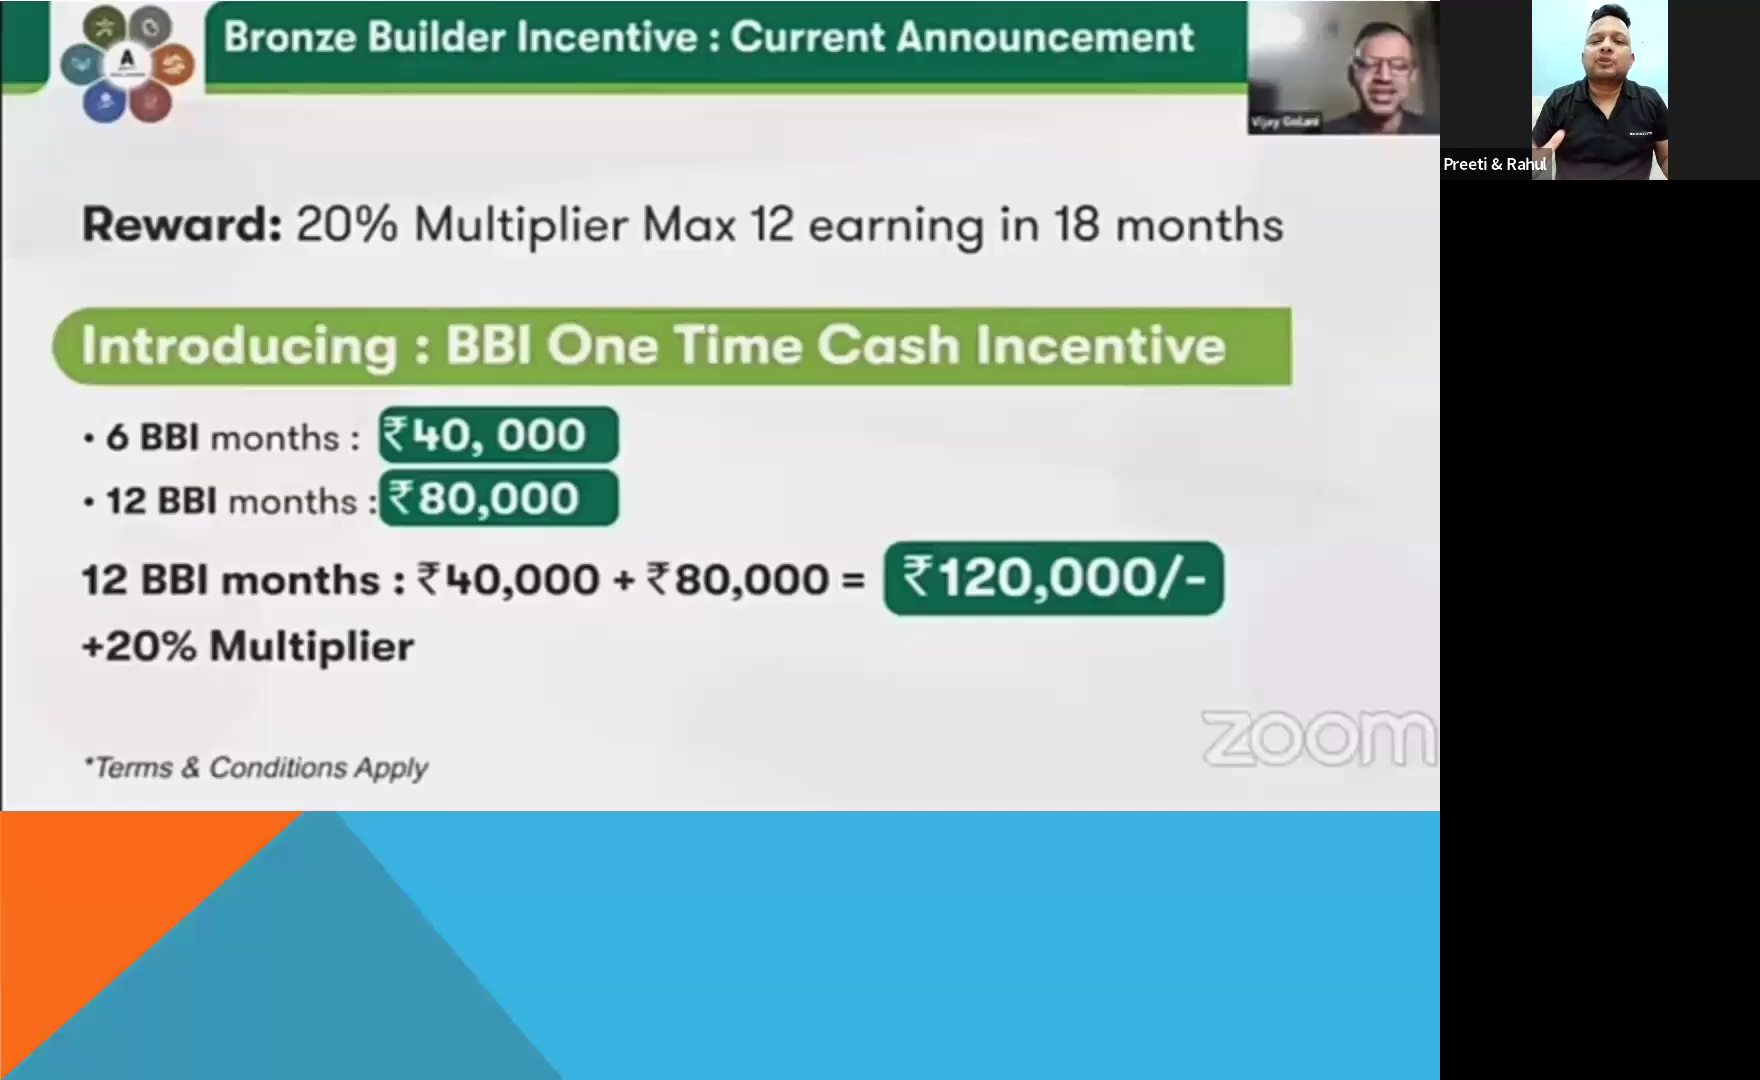 Bronze Builder Incentive : Current Announcement
A
Vijay Golani
Preeti & Rahul
Reward: 20% Multiplier Max 12 earning in 18 months
Introducing : BBI One Time Cash Incentive
• 6 BBI months : ₹40, 000
• 12 BBI months : ₹80,000
12 BBI months : ₹40,000 + ₹80,000 = ₹120,000/-
+20% Multiplier
zoom
*Terms & Conditions Apply